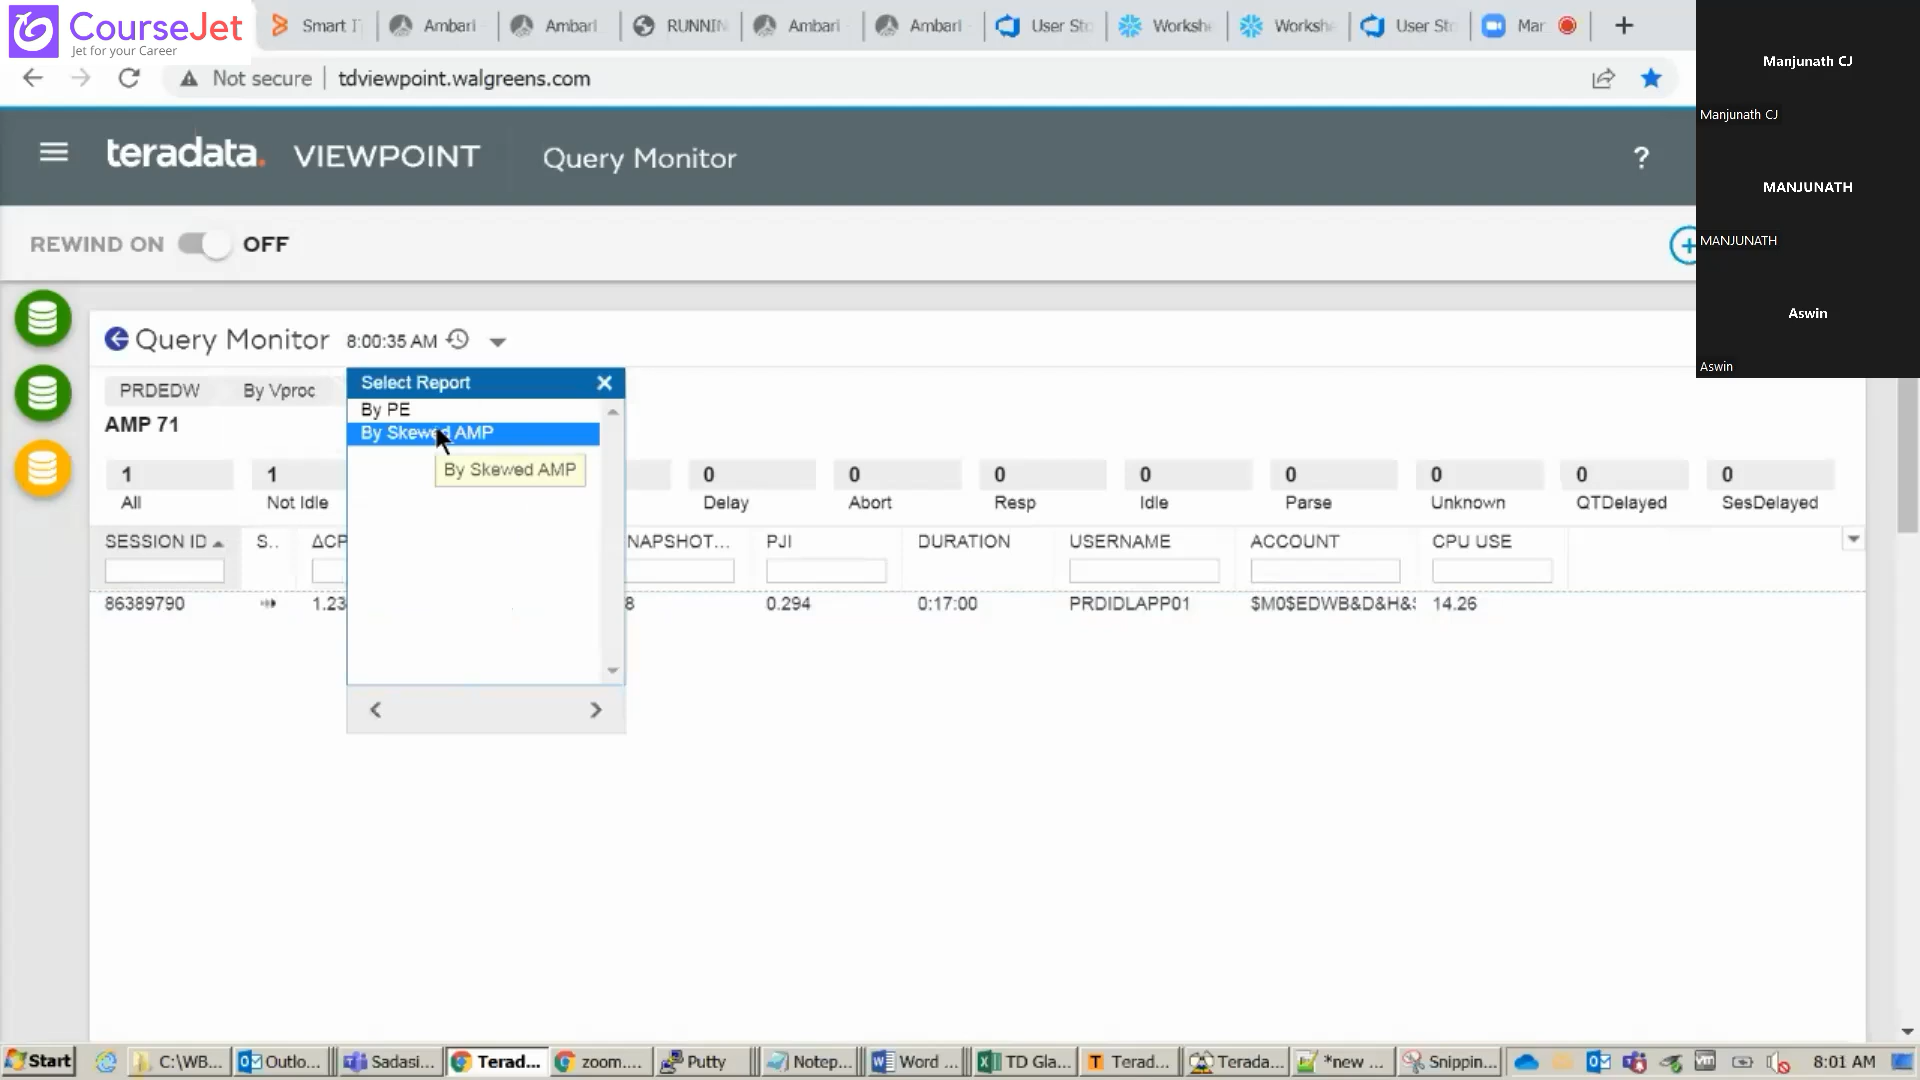 CourseJet
Jet for your Career
Smart I
Ambari
Ambari
RUNNIN
Ambari
Ambari
User Sto
Workshe
Workshe
User Sto
Mar
Not secure
tdviewpoint.walgreens.com
Manjunath CJ
Manjunath CJ
MANJUNATH
MANJUNATH
Aswin
Aswin
teradata. VIEWPOINT Query Monitor ?
REWIND ON OFF
Query Monitor 8:00:35 AM
PRDEDW By Vproc
AMP 71
Select Report
By PE
By Skewed AMP
By Skewed AMP
1 1 0 0 0 0 0 0 0 0
All Not Idle Delay Abort Resp Idle Parse Unknown QTDelayed SesDelayed
SESSION ID S.. ΔCP NAPSHOT... PJI DURATION USERNAME ACCOUNT CPU USE
86389790 1.23 8 0.294 0:17:00 PRDIDLAPP01 $M0$EDWB&D&H&S 14.26
Start C:\WB... Outlo... Sadasi... Terad... zoom.... Putty Notep... Word ... TD Gla... Terad... Terada... *new ... Snippin... 8:01 AM